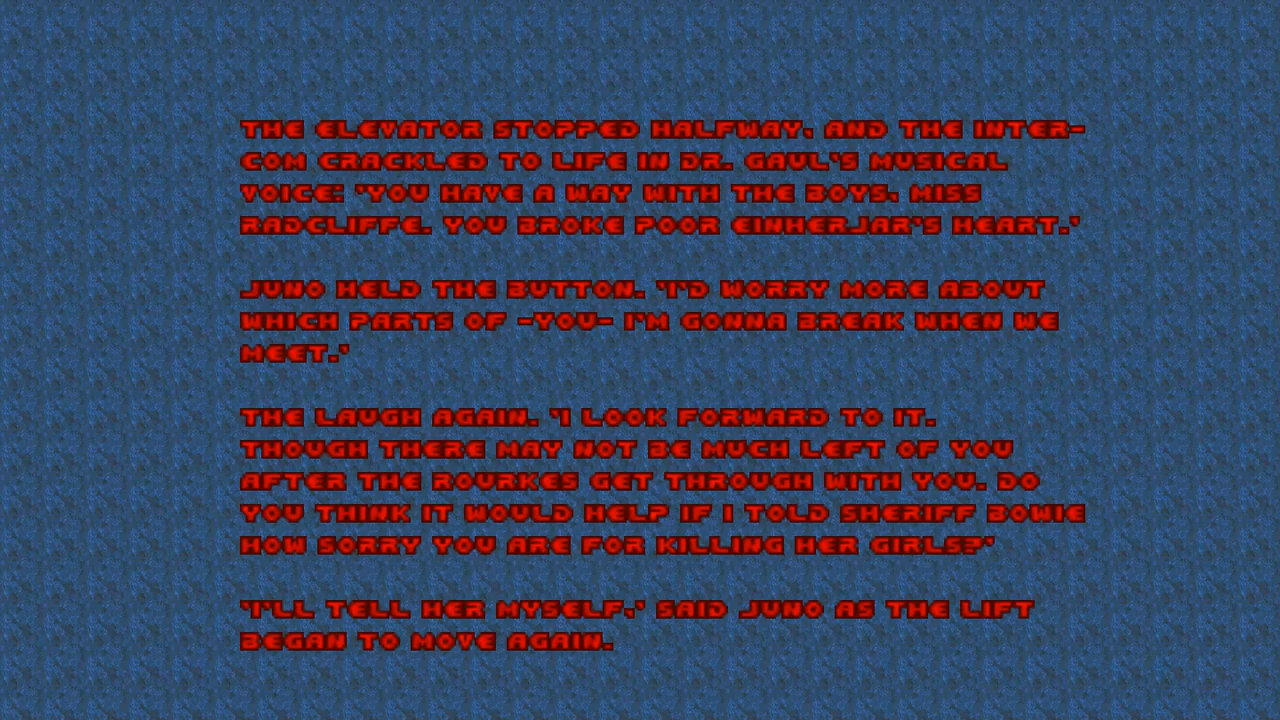 THE ELEVATOR STOPPED HALFWAY, AND THE INTER-
COM CRACKLED TO LIFE IN DR. GAUL'S MUSICAL
VOICE: 'YOU HAVE A WAY WITH THE BOYS, MISS
RADCLIFFE. YOU BROKE POOR EINHERJAR'S HEART.'
JUNO HELD THE BUTTON. 'I'D WORRY MORE ABOUT
WHICH PARTS OF -YOU- I'M GONNA BREAK WHEN WE
MEET.'
THE LAUGH AGAIN. 'I LOOK FORWARD TO IT.
THOUGH THERE MAY NOT BE MUCH LEFT OF YOU
AFTER THE ROURKES GET THROUGH WITH YOU. DO
YOU THINK IT WOULD HELP IF I TOLD SHERIFF BOWIE
HOW SORRY YOU ARE FOR KILLING HER GIRLS?'
'I'LL TELL HER MYSELF,' SAID JUNO AS THE LIFT
BEGAN TO MOVE AGAIN.